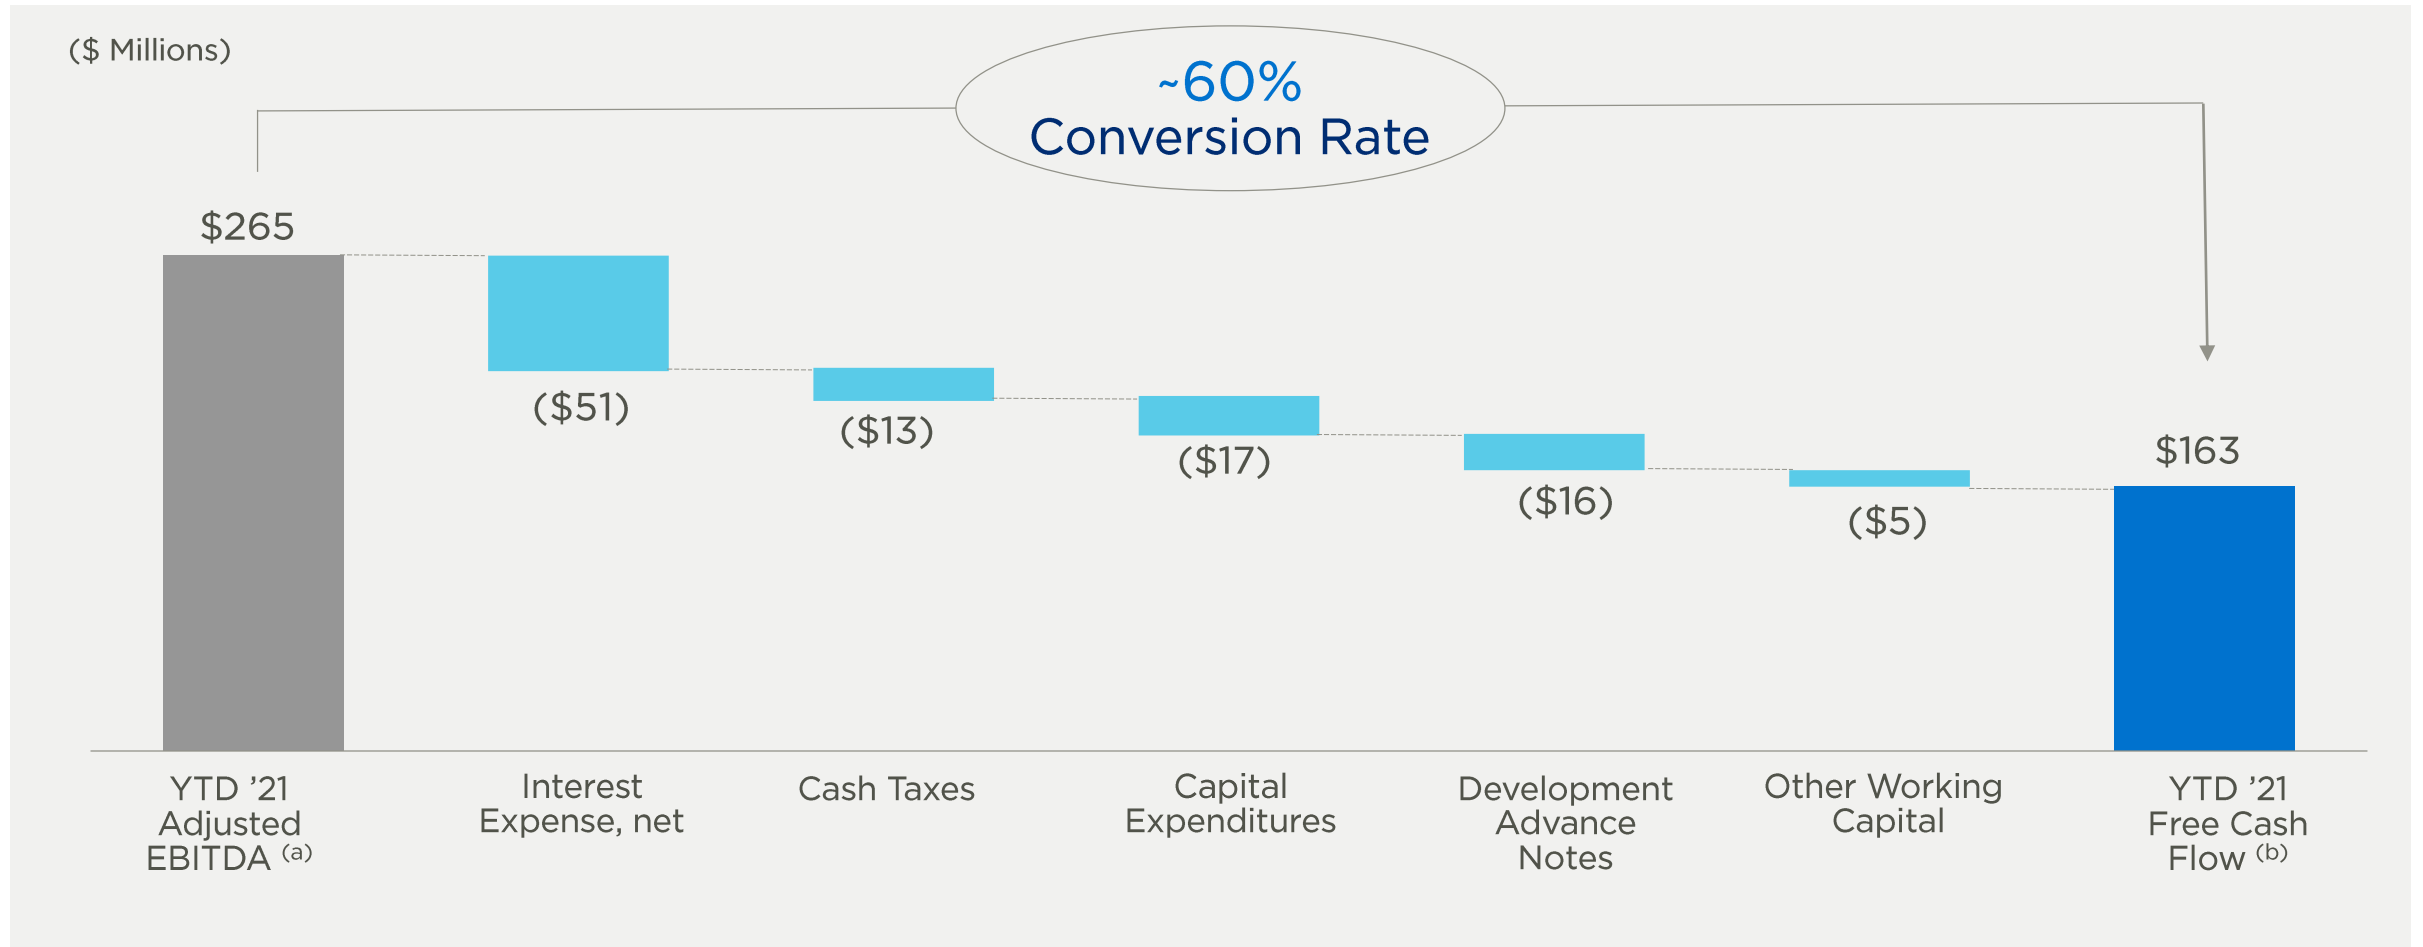 ($ Millions)
~60%
Conversion Rate
$265
($51)
($13)
($17)
($16)
($5)
$163
YTD ’21
Adjusted
EBITDA (a)
Interest
Expense, net
Cash Taxes
Capital
Expenditures
Development
Advance
Notes
Other Working
Capital
YTD ’21
Free Cash
Flow (b)